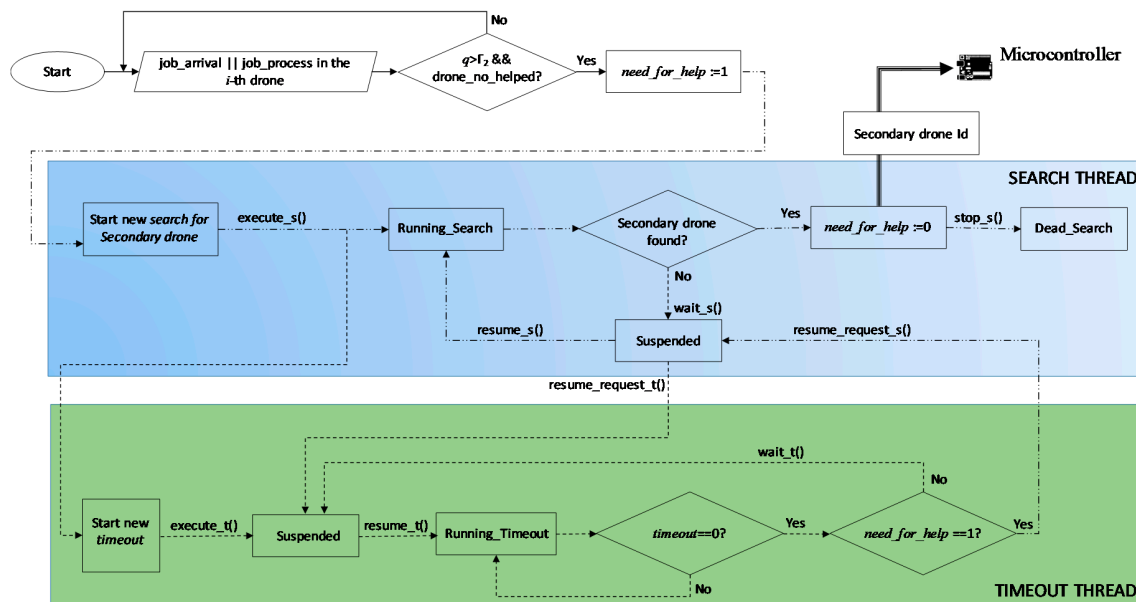 No
Start
job_arrival || job_process in the
i-th drone
q>Γ2 &&
drone_no_helped?
Yes
need_for_help :=1
Microcontroller
Secondary drone Id
SEARCH THREAD
Start new search for
Secondary drone
execute_s()
Running_Search
Secondary drone
found?
Yes
need_for_help :=0
stop_s()
Dead_Search
No
wait_s()
resume_s()
Suspended
resume_request_s()
resume_request_t()
wait_t()
No
Start new
timeout
execute_t()
Suspended
resume_t()
Running_Timeout
timeout==0?
Yes
need_for_help ==1?
Yes
No
TIMEOUT THREAD